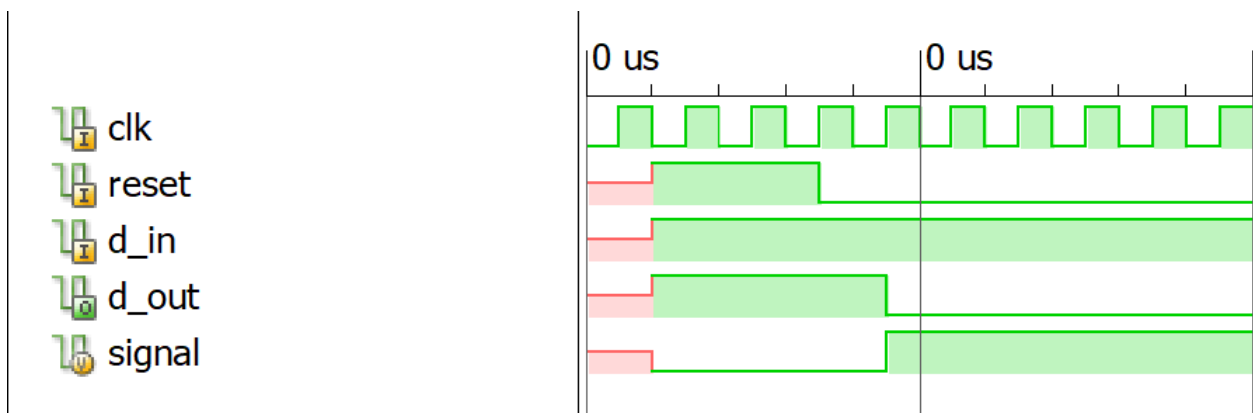 0 us 0 us
I clk
I reset
I d_in
O d_out
V signal